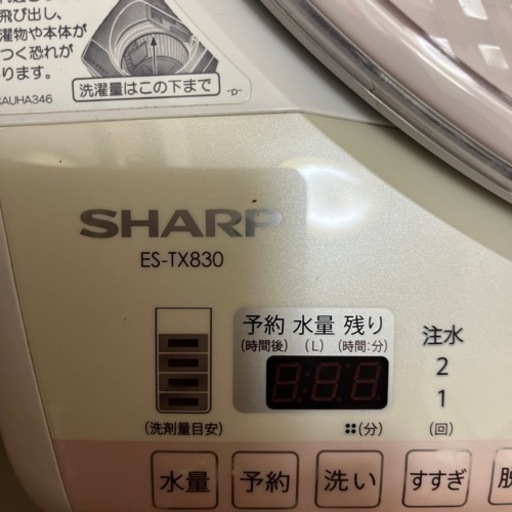 飛び出し、
濯物や本体が
つく恐れが
ります。
洗濯量はこの下まで
CAUHA346
-D-
SHARP
ES-TX830
予約 水量 残り
(時間後) (L) (時間:分)
注水
2
1
(回)
(洗剤量目安)
(分)
水量
予約
洗い
すすぎ
脱